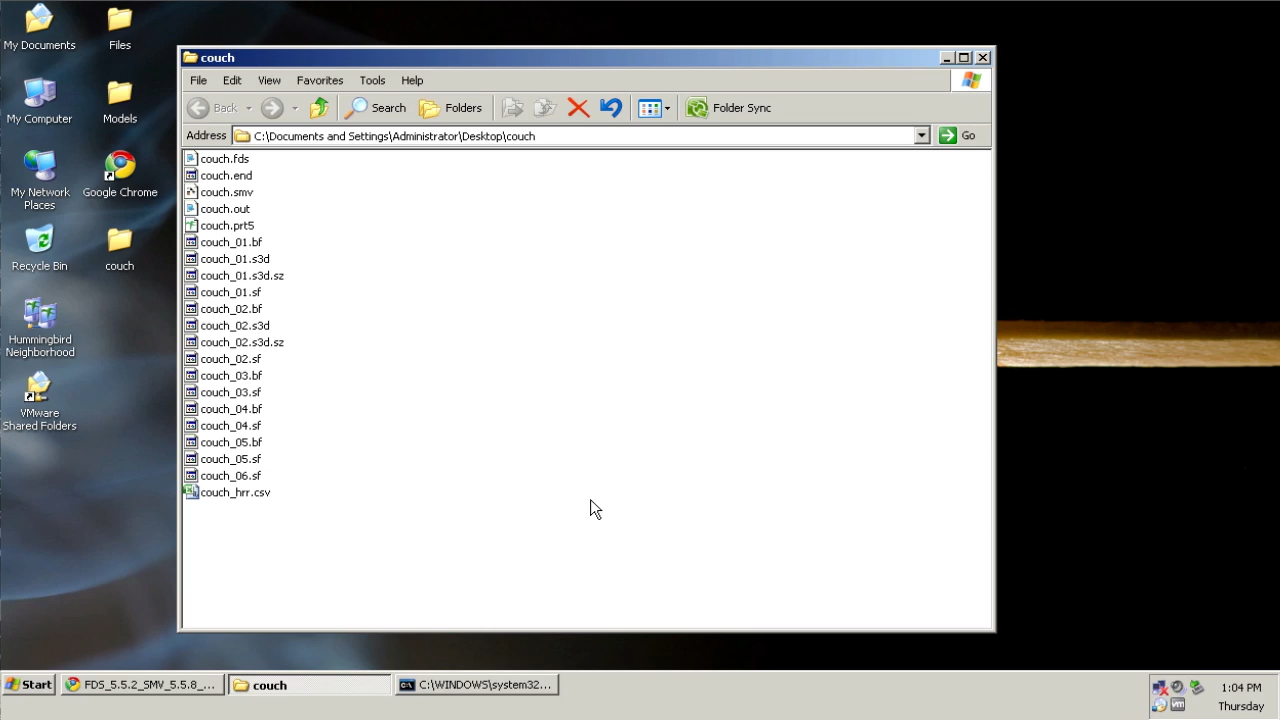 My Documents
Files
My Computer
Models
My Network
Places
Google Chrome
Recycle Bin
couch
Hummingbird
Neighborhood
VMware
Shared Folders
couch
File Edit View Favorites Tools Help
Back Search Folders Folder Sync
Address C:\Documents and Settings\Administrator\Desktop\couch Go
couch.fds
couch.end
couch.smv
couch.out
couch.prt5
couch_01.bf
couch_01.s3d
couch_01.s3d.sz
couch_01.sf
couch_02.bf
couch_02.s3d
couch_02.s3d.sz
couch_02.sf
couch_03.bf
couch_03.sf
couch_04.bf
couch_04.sf
couch_05.bf
couch_05.sf
couch_06.sf
couch_hrr.csv
Start FDS_5.5.2_SMV_5.5.8_... couch C:\WINDOWS\system32... vm 1:04 PM
Thursday